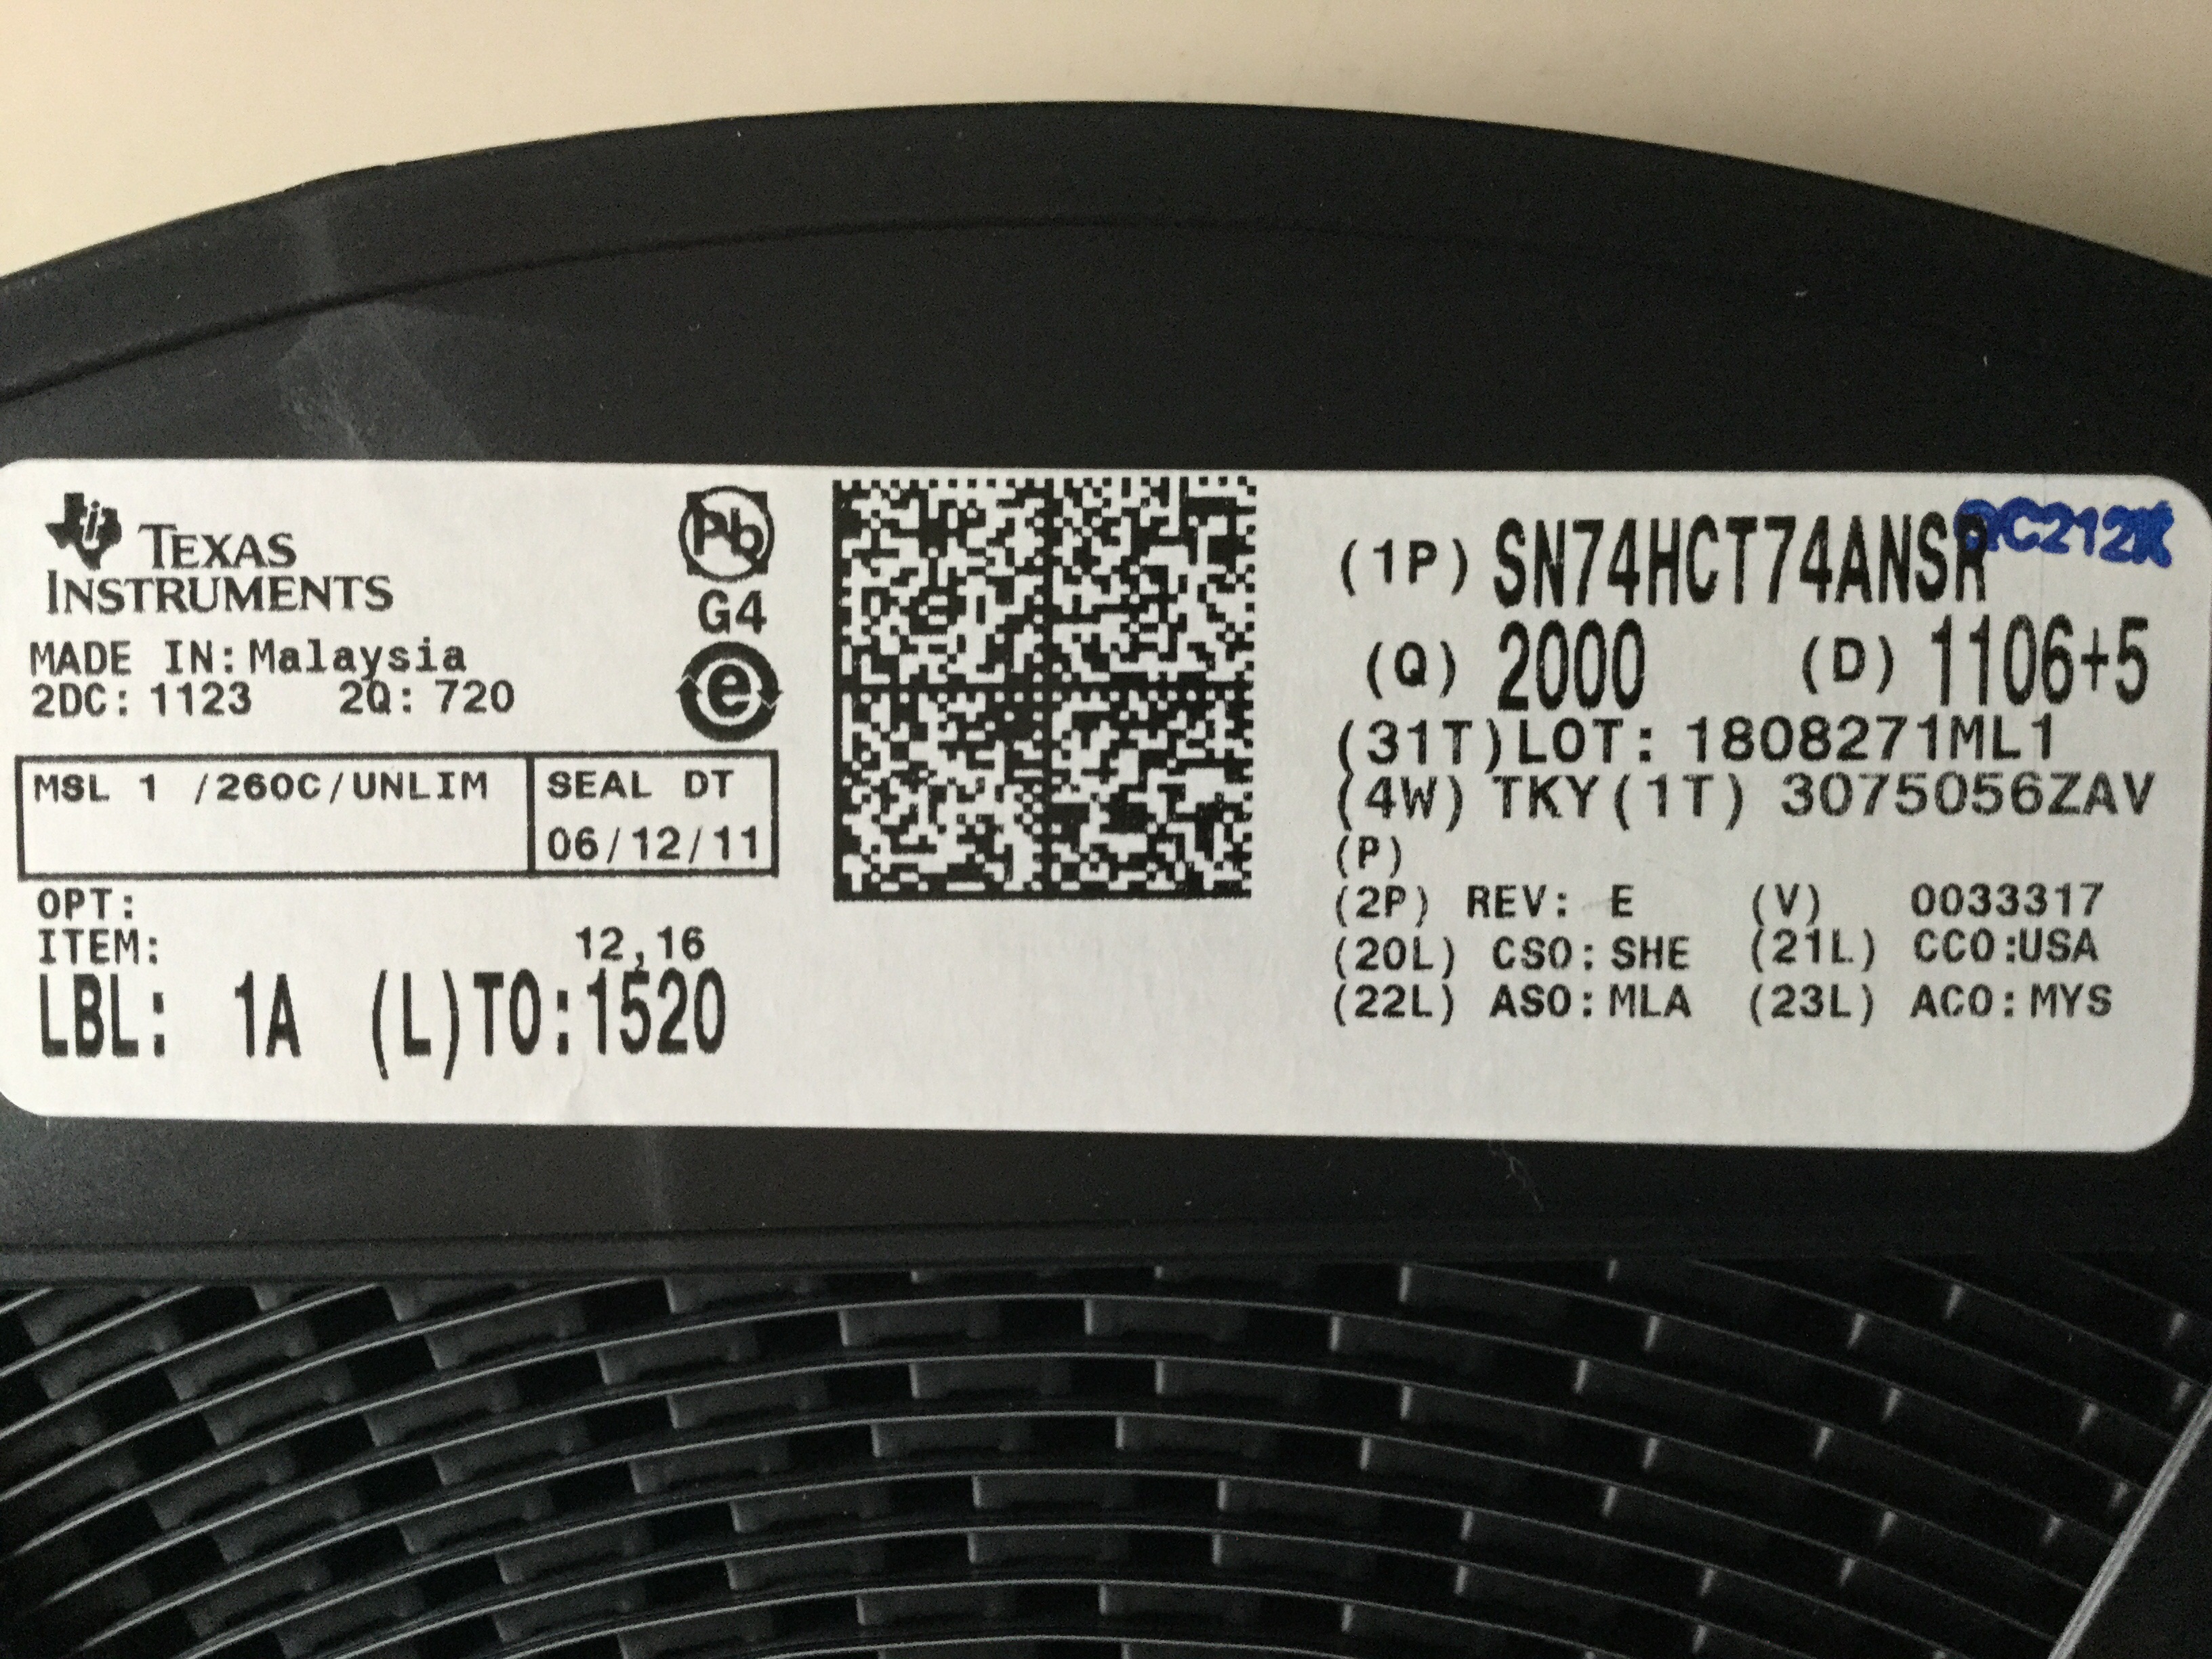 TEXAS
INSTRUMENTS
MADE IN: Malaysia
2DC: 1123 2Q: 720
MSL 1 /260C/UNLIM
SEAL DT
06/12/11
OPT:
ITEM:
12,16
LBL: 1A (L)TO:1520
Pb
G4
e
(1P) SN74HCT74ANSR
QC212
(Q) 2000 (D) 1106+5
(31T)LOT: 1808271ML1
(4W) TKY(1T) 3075056ZAV
(P)
(2P) REV: E (V) 0033317
(20L) CSO: SHE (21L) CCO:USA
(22L) ASO: MLA (23L) ACO: MYS